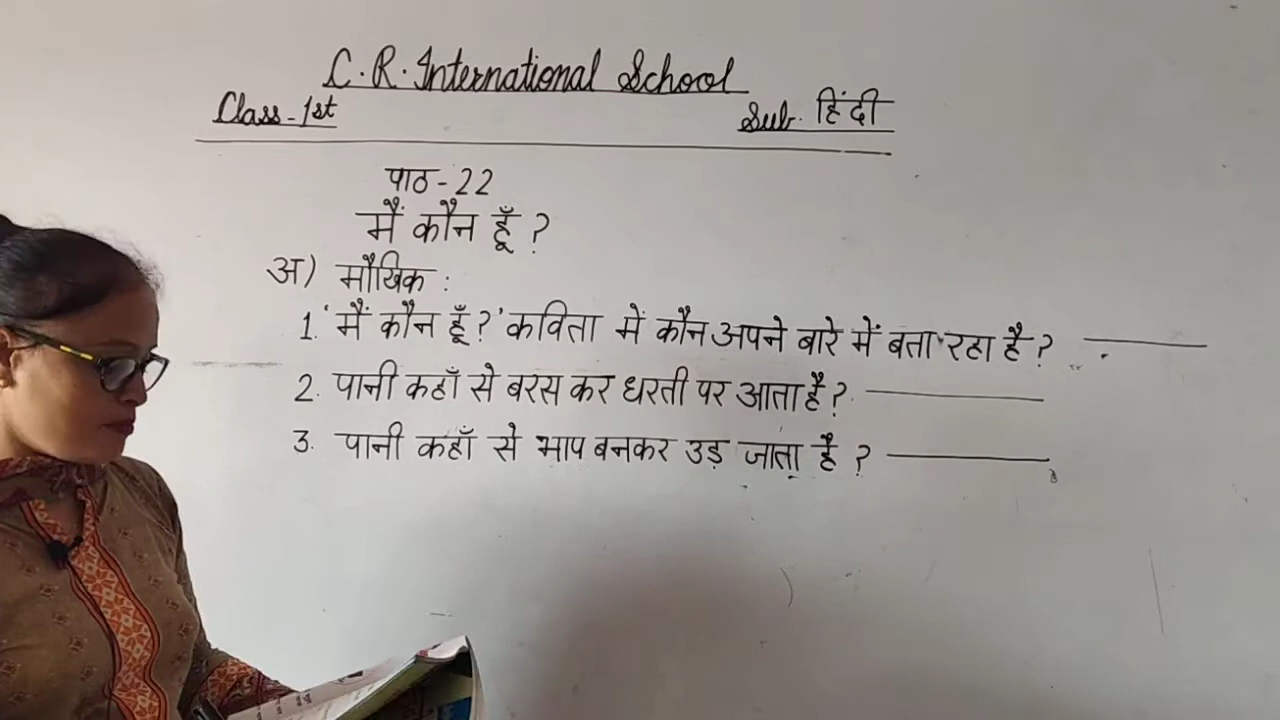 C.R. International School
Class-1st
Sub. हिंदी
पाठ-22
मैं कौन हूँ ?
अ) मौखिक :
1. 'मैं कौन हूँ?' कविता में कौन अपने बारे में बता रहा है ?
2. पानी कहाँ से बरस कर धरती पर आता है ?
3. पानी कहाँ से भाप बनकर उड़ जाता है ?